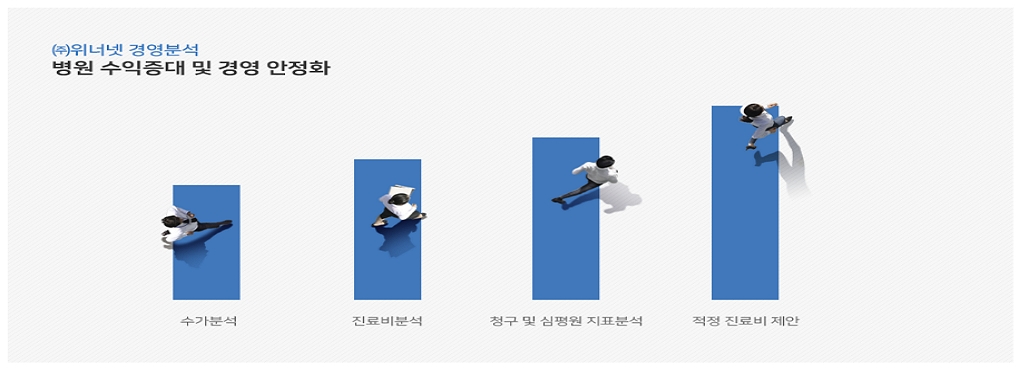 ㈜위너넷 경영분석
병원 수익증대 및 경영 안정화
수가분석
진료비분석
청구 및 심평원 지표분석
적정 진료비 제안